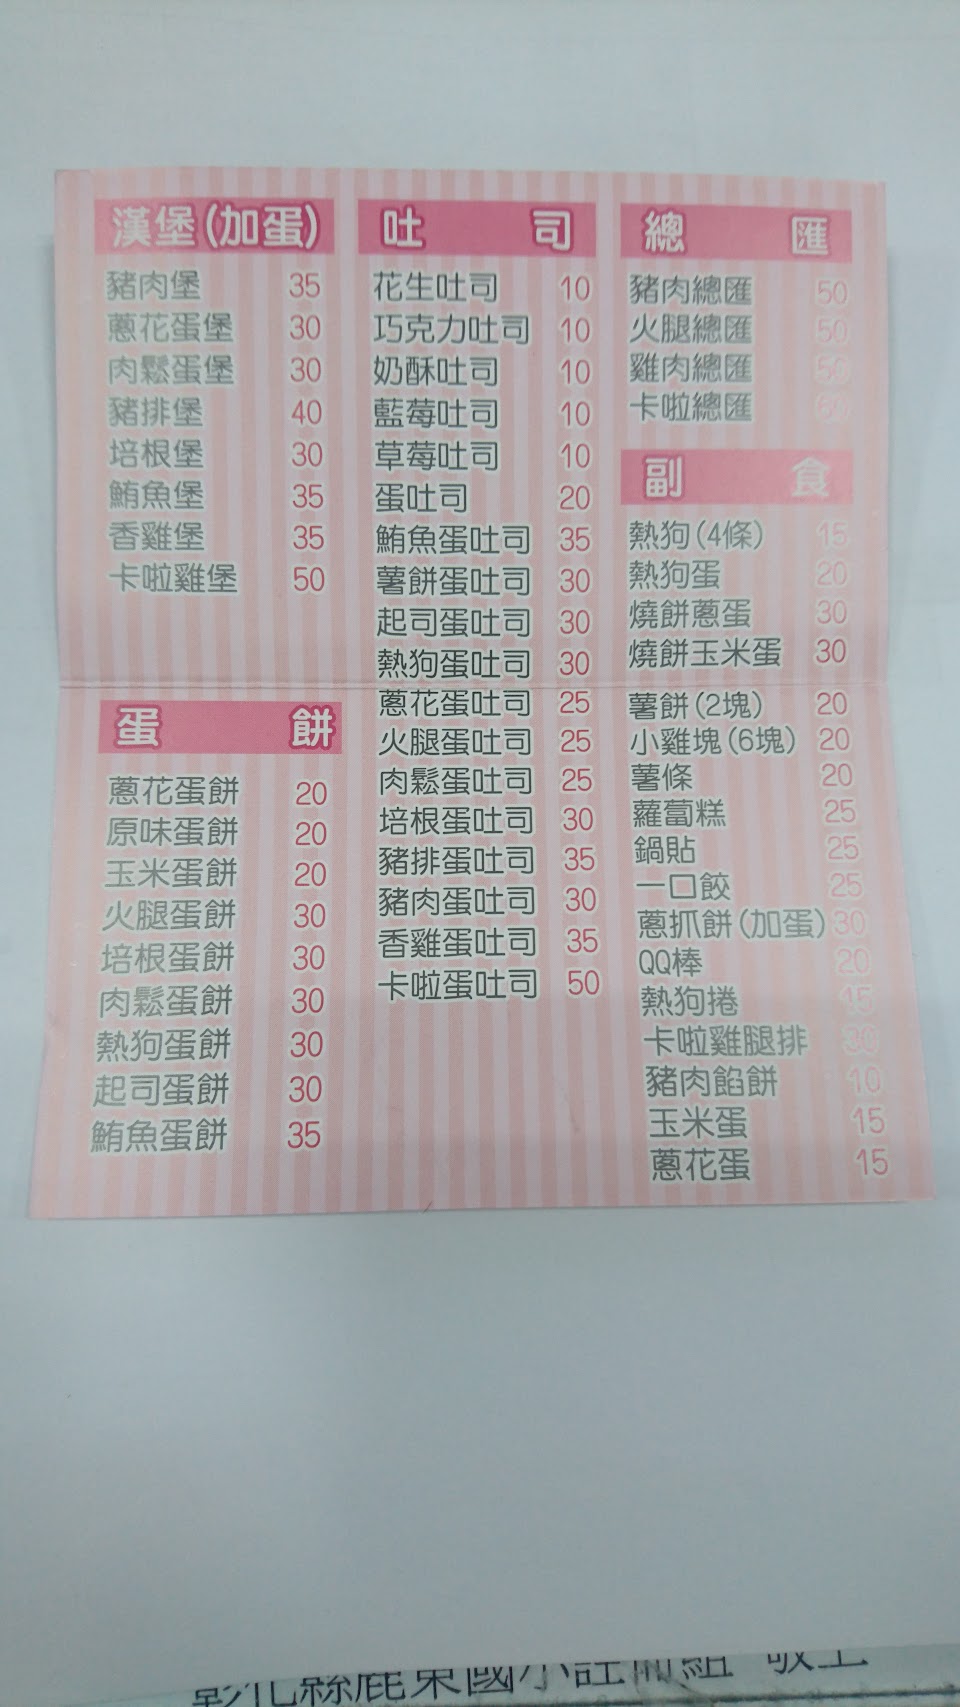 漢堡(加蛋)
豬肉堡 35
蔥花蛋堡 30
肉鬆蛋堡 30
豬排堡 40
培根堡 30
鮪魚堡 35
香雞堡 35
卡啦雞堡 50
蛋餅
蔥花蛋餅 20
原味蛋餅 20
玉米蛋餅 20
火腿蛋餅 30
培根蛋餅 30
肉鬆蛋餅 30
熱狗蛋餅 30
起司蛋餅 30
鮪魚蛋餅 35
吐司
花生吐司 10
巧克力吐司 10
奶酥吐司 10
藍莓吐司 10
草莓吐司 10
蛋吐司 20
鮪魚蛋吐司 35
薯餅蛋吐司 30
起司蛋吐司 30
熱狗蛋吐司 30
蔥花蛋吐司 25
火腿蛋吐司 25
肉鬆蛋吐司 25
培根蛋吐司 30
豬排蛋吐司 35
豬肉蛋吐司 30
香雞蛋吐司 35
卡啦蛋吐司 50
總匯
豬肉總匯 50
火腿總匯 50
雞肉總匯 50
卡啦總匯
副食
熱狗(4條) 15
熱狗蛋 20
燒餅蔥蛋 30
燒餅玉米蛋 30
薯餅(2塊) 20
小雞塊(6塊) 20
薯條 20
蘿蔔糕 25
鍋貼 25
一口餃 25
蔥抓餅(加蛋) 30
QQ棒 20
熱狗捲 15
卡啦雞腿排
豬肉餡餅 10
玉米蛋 15
蔥花蛋 15